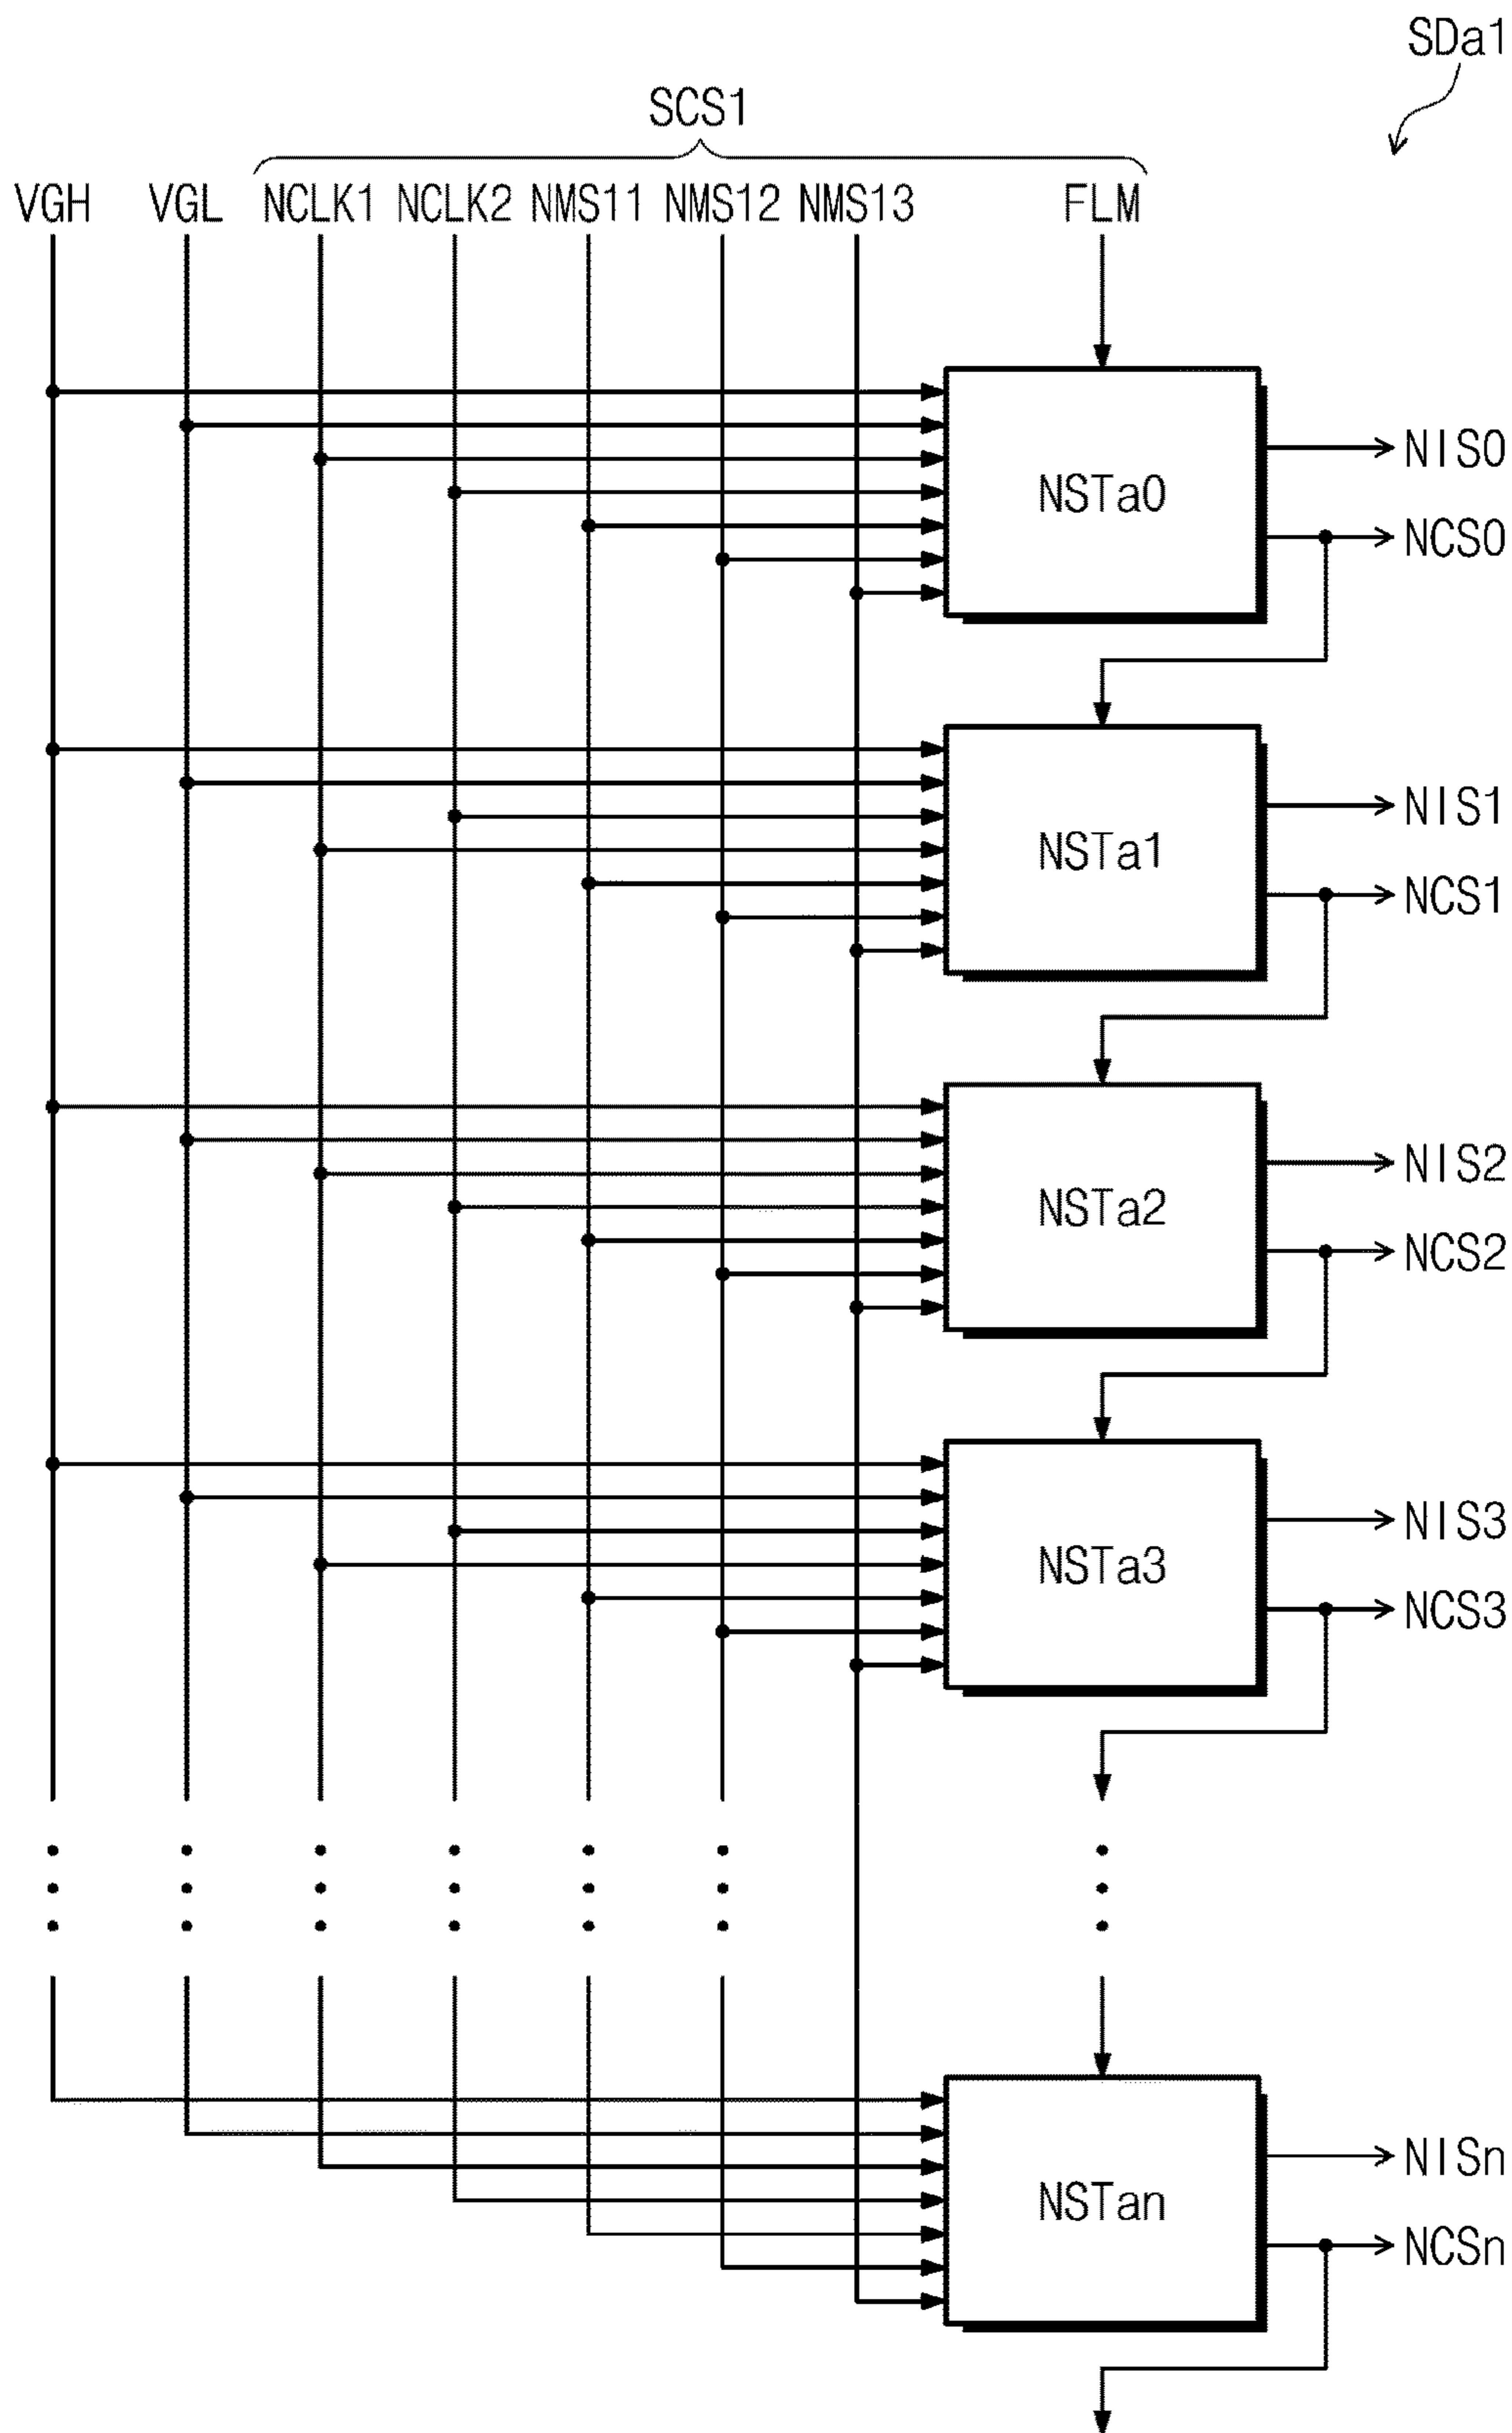 SDa1
SCS1
VGH VGL NCLK1 NCLK2 NMS11 NMS12 NMS13 FLM
NSTa0
NIS0
NCS0
NSTa1
NIS1
NCS1
NSTa2
NIS2
NCS2
NSTa3
NIS3
NCS3
NSTan
NISn
NCSn